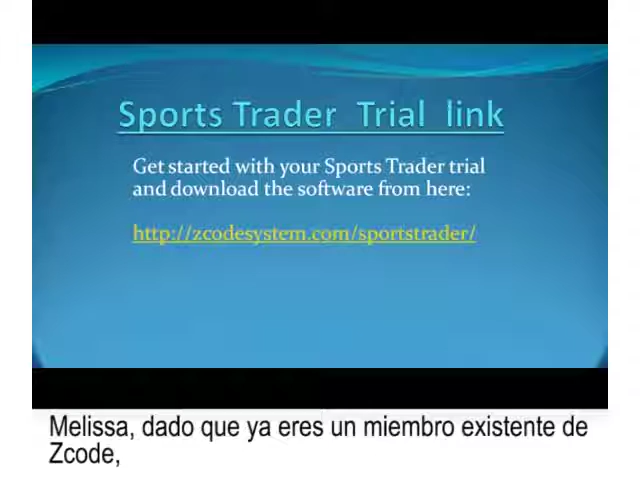 Sports Trader Trial link
Get started with your Sports Trader trial
and download the software from here:
http://zcodesystem.com/sportstrader/
Melissa, dado que ya eres un miembro existente de
Zcode,